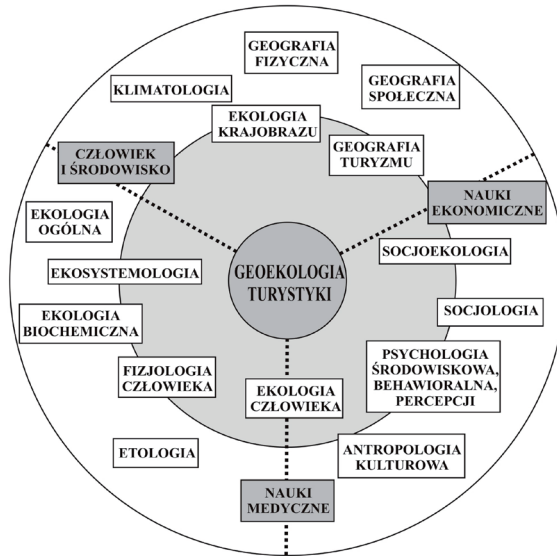 GEOGRAFIA
FIZYCZNA
GEOGRAFIA
SPOŁECZNA
KLIMATOLOGIA
EKOLOGIA
KRAJOBRAZU
GEOGRAFIA
TURYZMU
CZŁOWIEK
I ŚRODOWISKO
NAUKI
EKONOMICZNE
EKOLOGIA
OGÓLNA
SOCJOEKOLOGIA
EKOSYSTEMOLOGIA
GEOEKOLOGIA
TURYSTYKI
EKOLOGIA
BIOCHEMICZNA
SOCJOLOGIA
FIZJOLOGIA
CZŁOWIEKA
EKOLOGIA
CZŁOWIEKA
PSYCHOLOGIA
ŚRODOWISKOWA,
BEHAWIORALNA,
PERCEPCJI
ETOLOGIA
ANTROPOLOGIA
KULTUROWA
NAUKI
MEDYCZNE